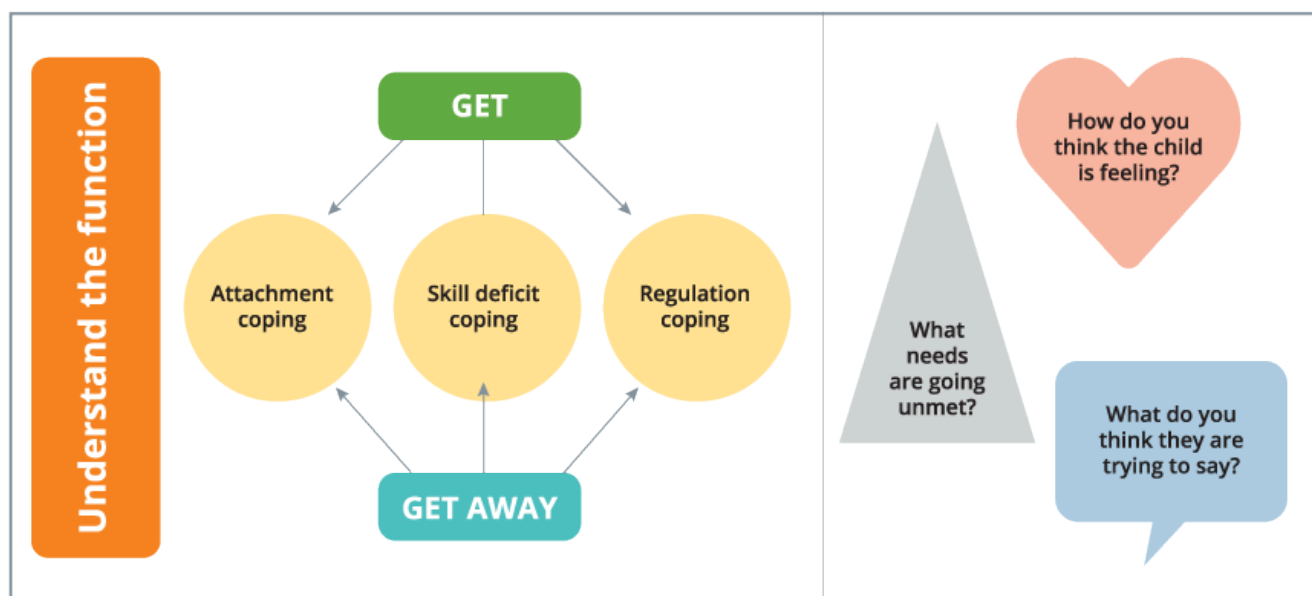 Understand the function
GET
Attachment
coping
Skill deficit
coping
Regulation
coping
GET AWAY
How do you
think the child
is feeling?
What
needs
are going
unmet?
What do you
think they are
trying to say?